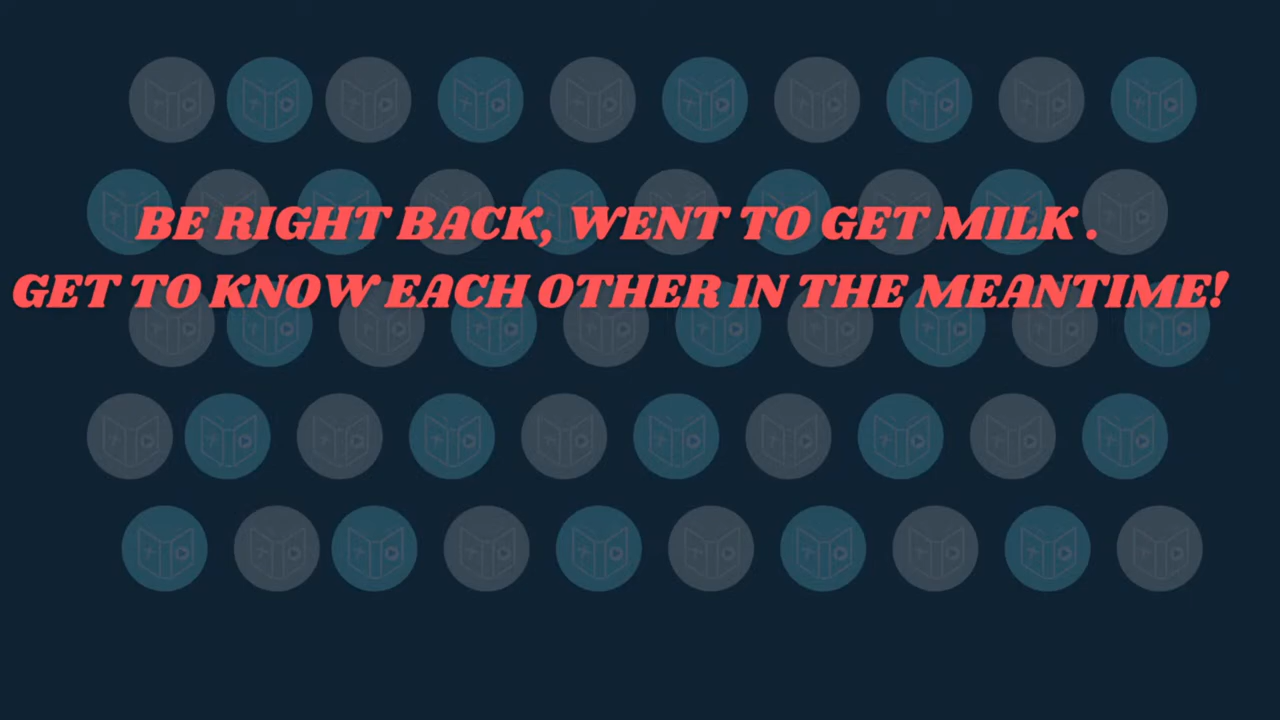 BE RIGHT BACK, WENT TO GET MILK .
GET TO KNOW EACH OTHER IN THE MEANTIME!